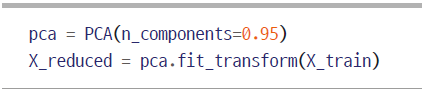 pca = PCA(n_components=0.95)
X_reduced = pca.fit_transform(X_train)